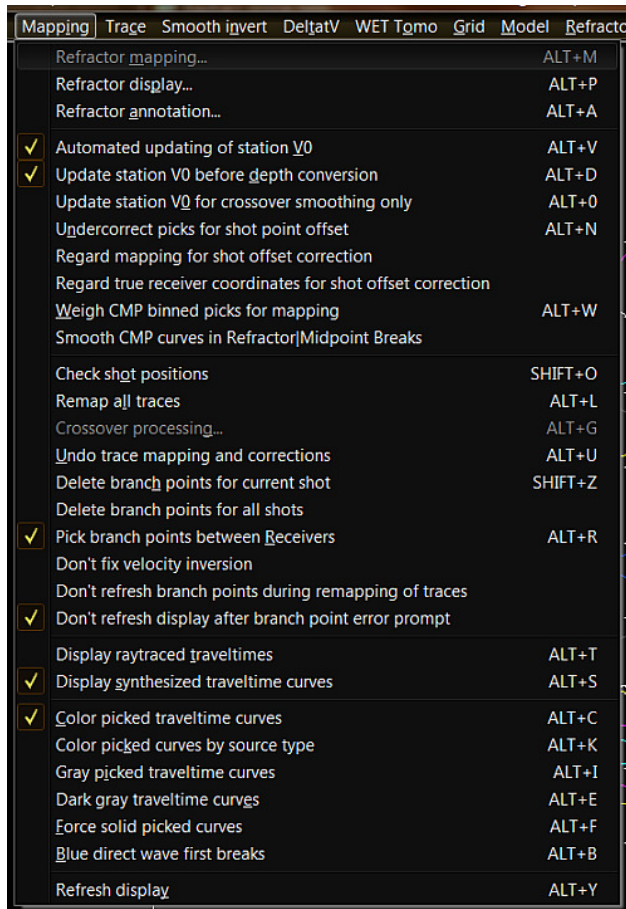 Mapping Trace Smooth invert DeltatV WET Tomo Grid Model Refracto
Refractor mapping... ALT+M
Refractor display... ALT+P
Refractor annotation... ALT+A
Automated updating of station V0 ALT+V
Update station V0 before depth conversion ALT+D
Update station V0 for crossover smoothing only ALT+0
Undercorrect picks for shot point offset ALT+N
Regard mapping for shot offset correction
Regard true receiver coordinates for shot offset correction
Weigh CMP binned picks for mapping ALT+W
Smooth CMP curves in Refractor|Midpoint Breaks
Check shot positions SHIFT+O
Remap all traces ALT+L
Crossover processing... ALT+G
Undo trace mapping and corrections ALT+U
Delete branch points for current shot SHIFT+Z
Delete branch points for all shots
Pick branch points between Receivers ALT+R
Don't fix velocity inversion
Don't refresh branch points during remapping of traces
Don't refresh display after branch point error prompt
Display raytraced traveltimes ALT+T
Display synthesized traveltime curves ALT+S
Color picked traveltime curves ALT+C
Color picked curves by source type ALT+K
Gray picked traveltime curves ALT+I
Dark gray traveltime curves ALT+E
Force solid picked curves ALT+F
Blue direct wave first breaks ALT+B
Refresh display ALT+Y